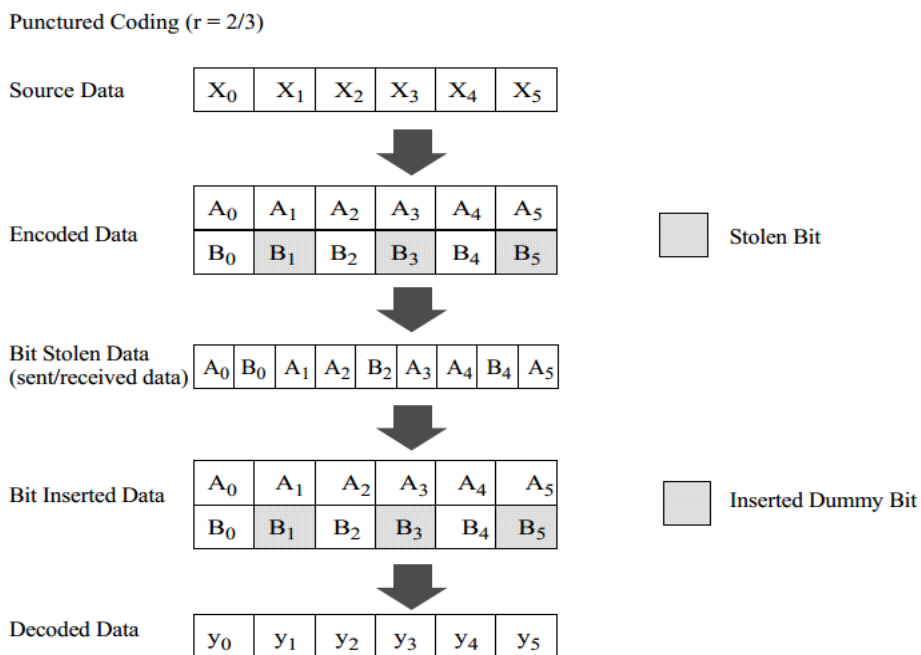 Punctured Coding (r = 2/3)
Source Data X₀ X₁ X₂ X₃ X₄ X₅
A₀ A₁ A₂ A₃ A₄ A₅
Encoded Data
B₀ B₁ B₂ B₃ B₄ B₅
Stolen Bit
Bit Stolen Data
(sent/received data) A₀ B₀ A₁ A₂ B₂ A₃ A₄ B₄ A₅
A₀ A₁ A₂ A₃ A₄ A₅
Bit Inserted Data
B₀ B₁ B₂ B₃ B₄ B₅
Inserted Dummy Bit
Decoded Data y₀ y₁ y₂ y₃ y₄ y₅